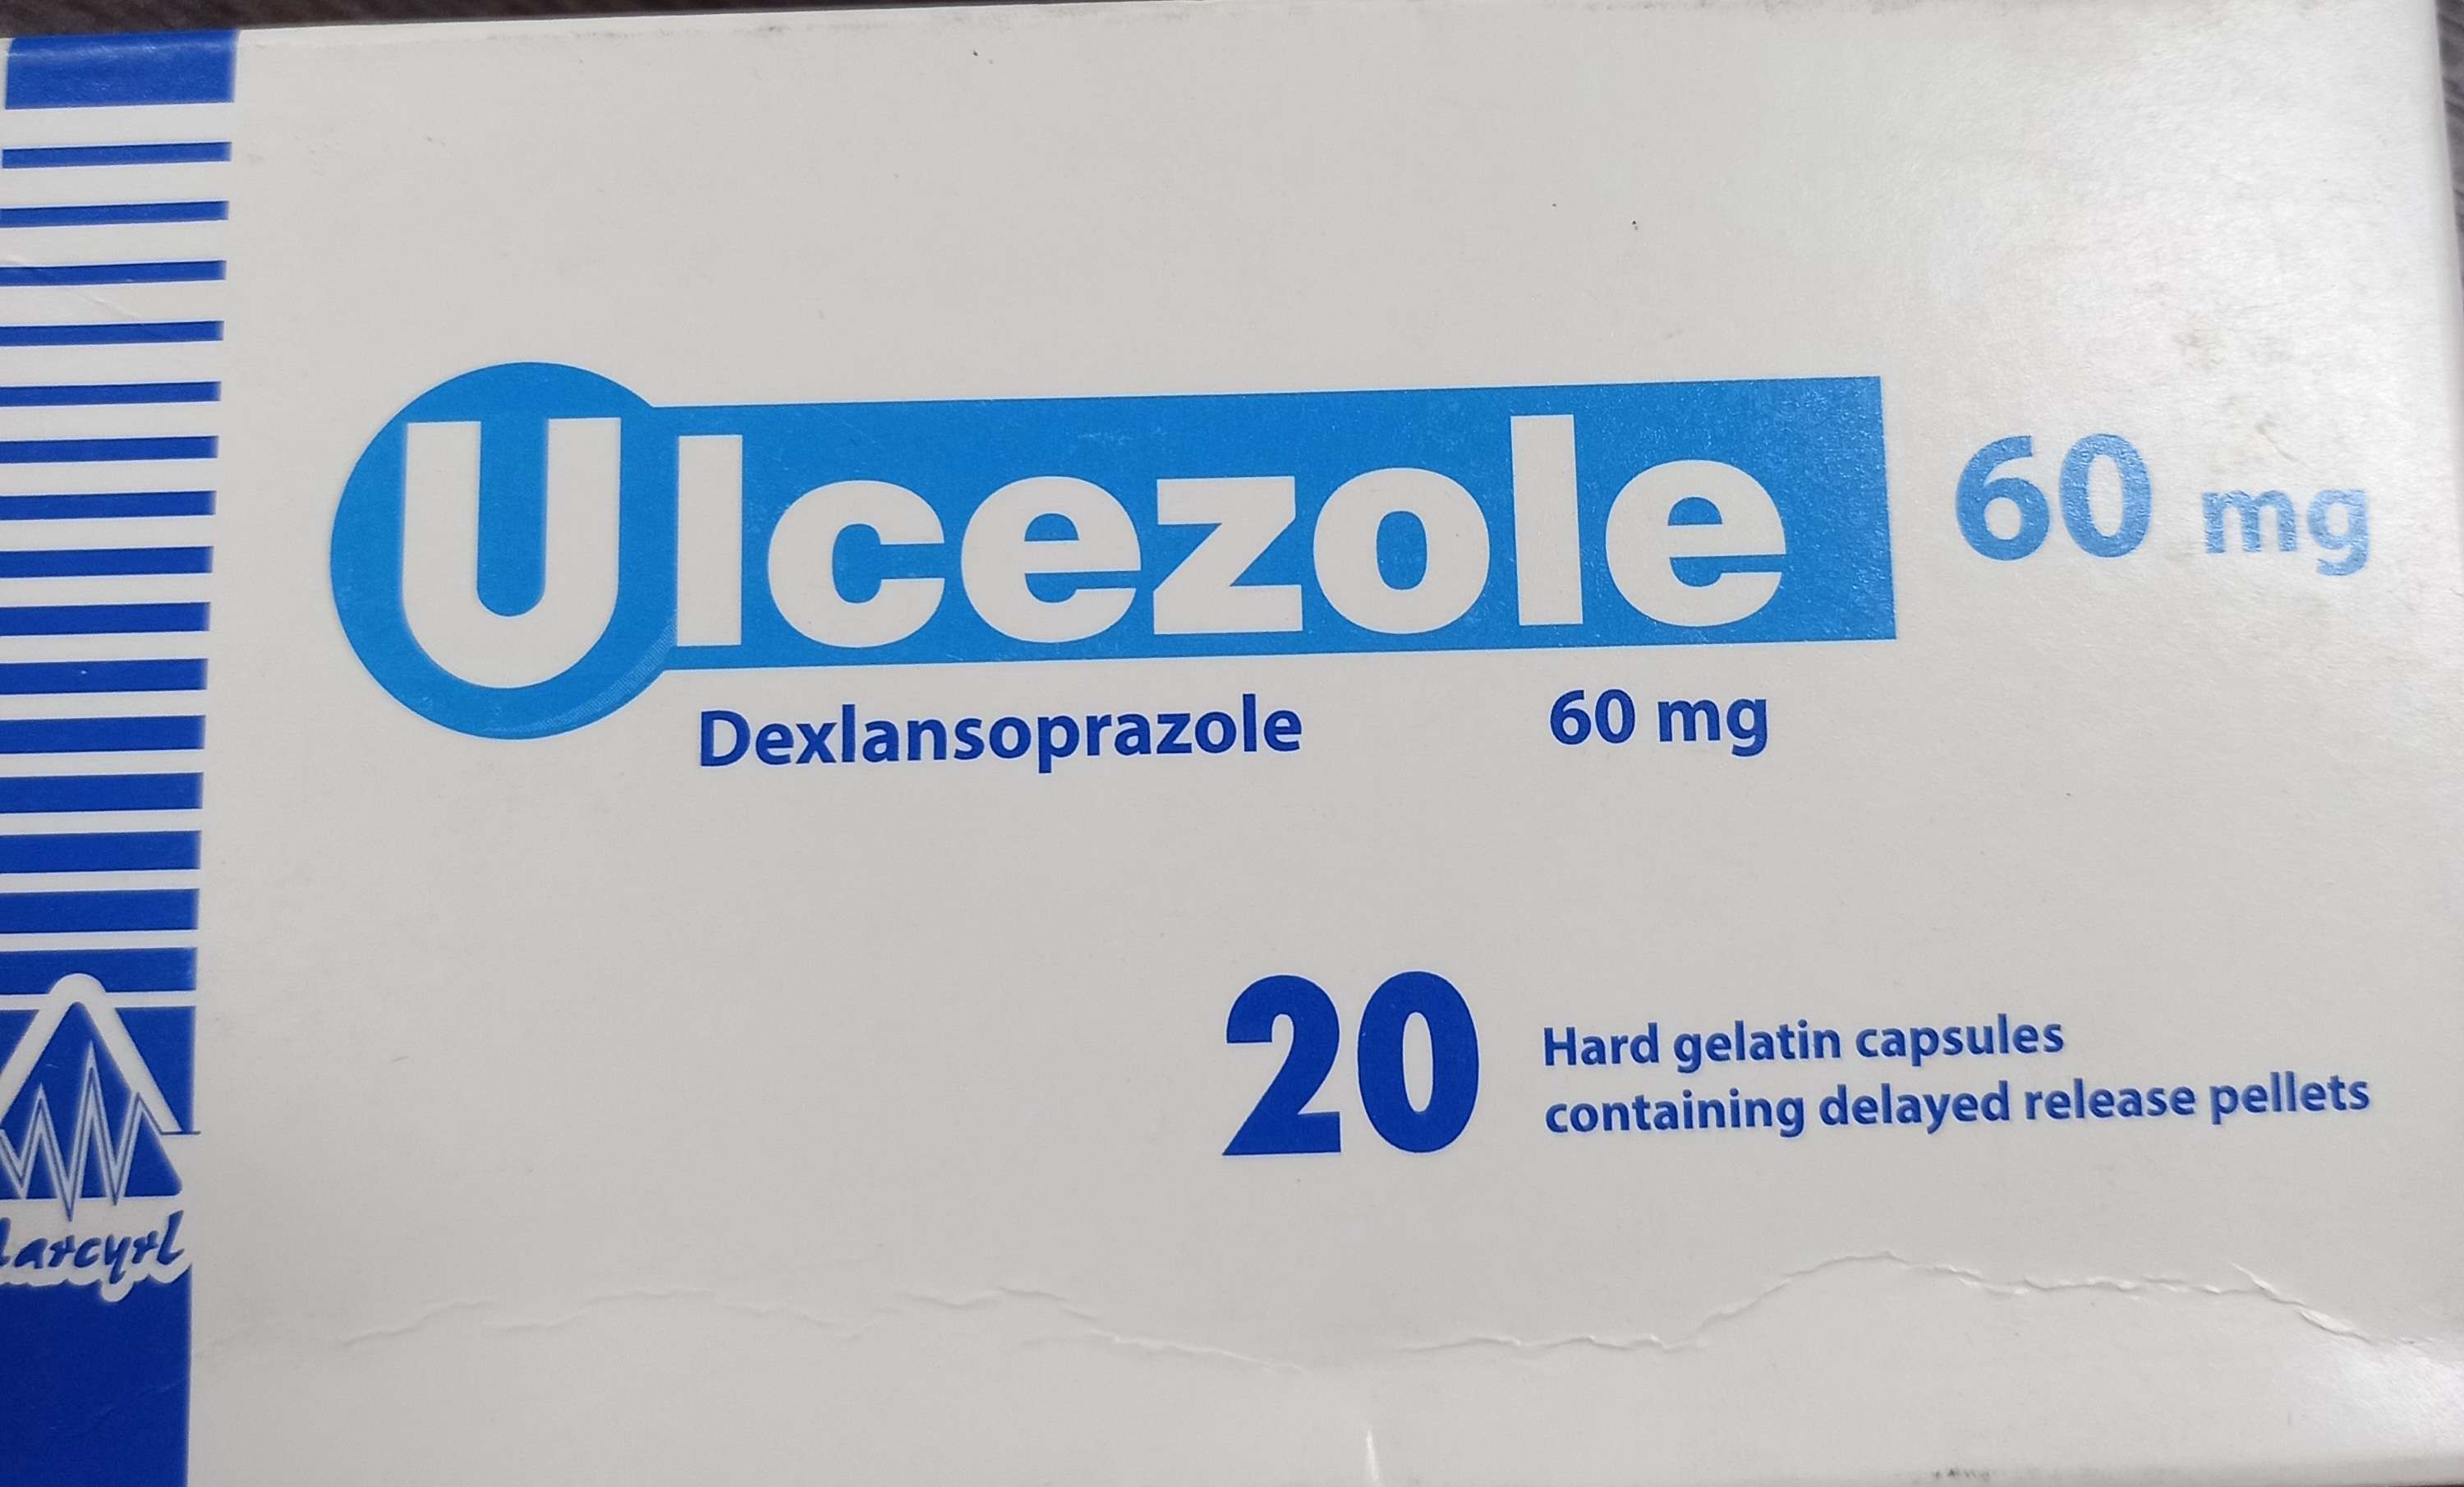 Ulcezole 60 mg
Dexlansoprazole 60 mg
20 Hard gelatin capsules
containing delayed release pellets